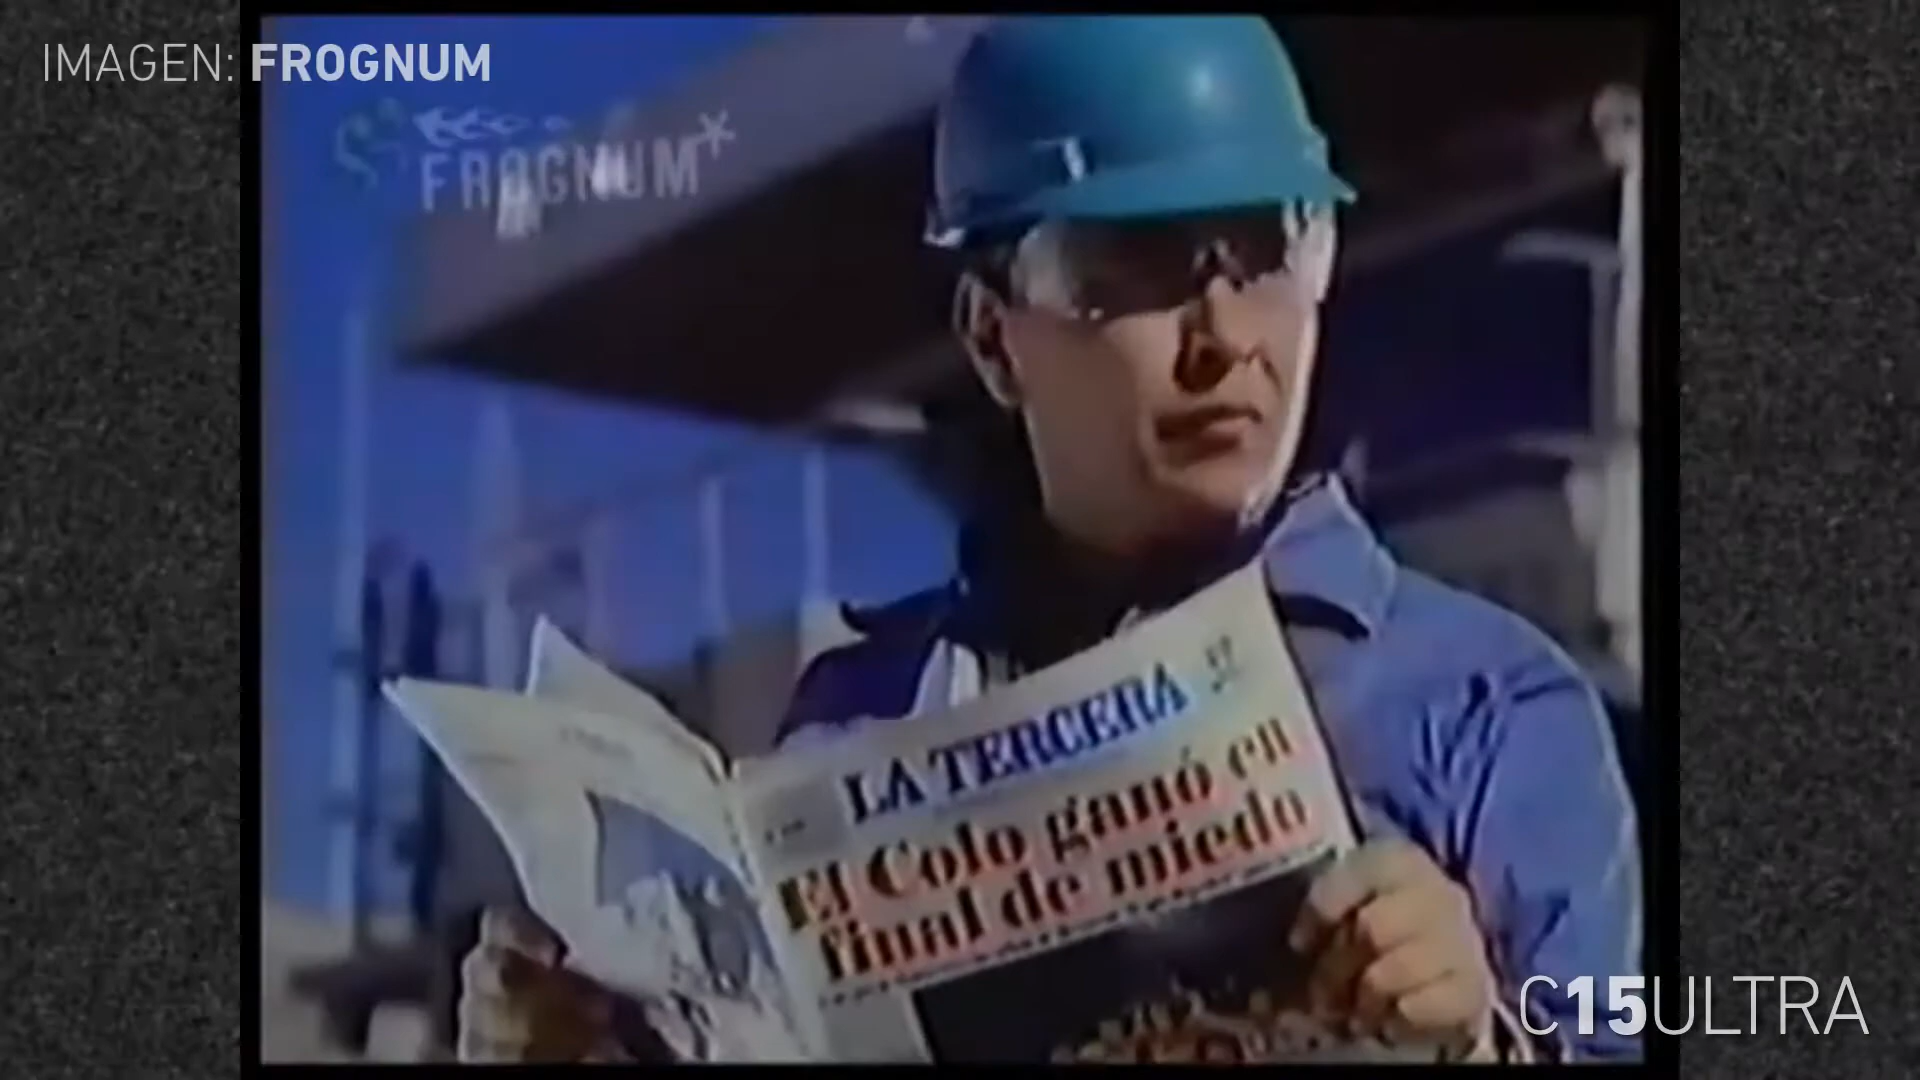 IMAGEN: FROGNUM
FROGNUM*
LA TERCERA
El Colo ganó en
final de miedo
C15ULTRA